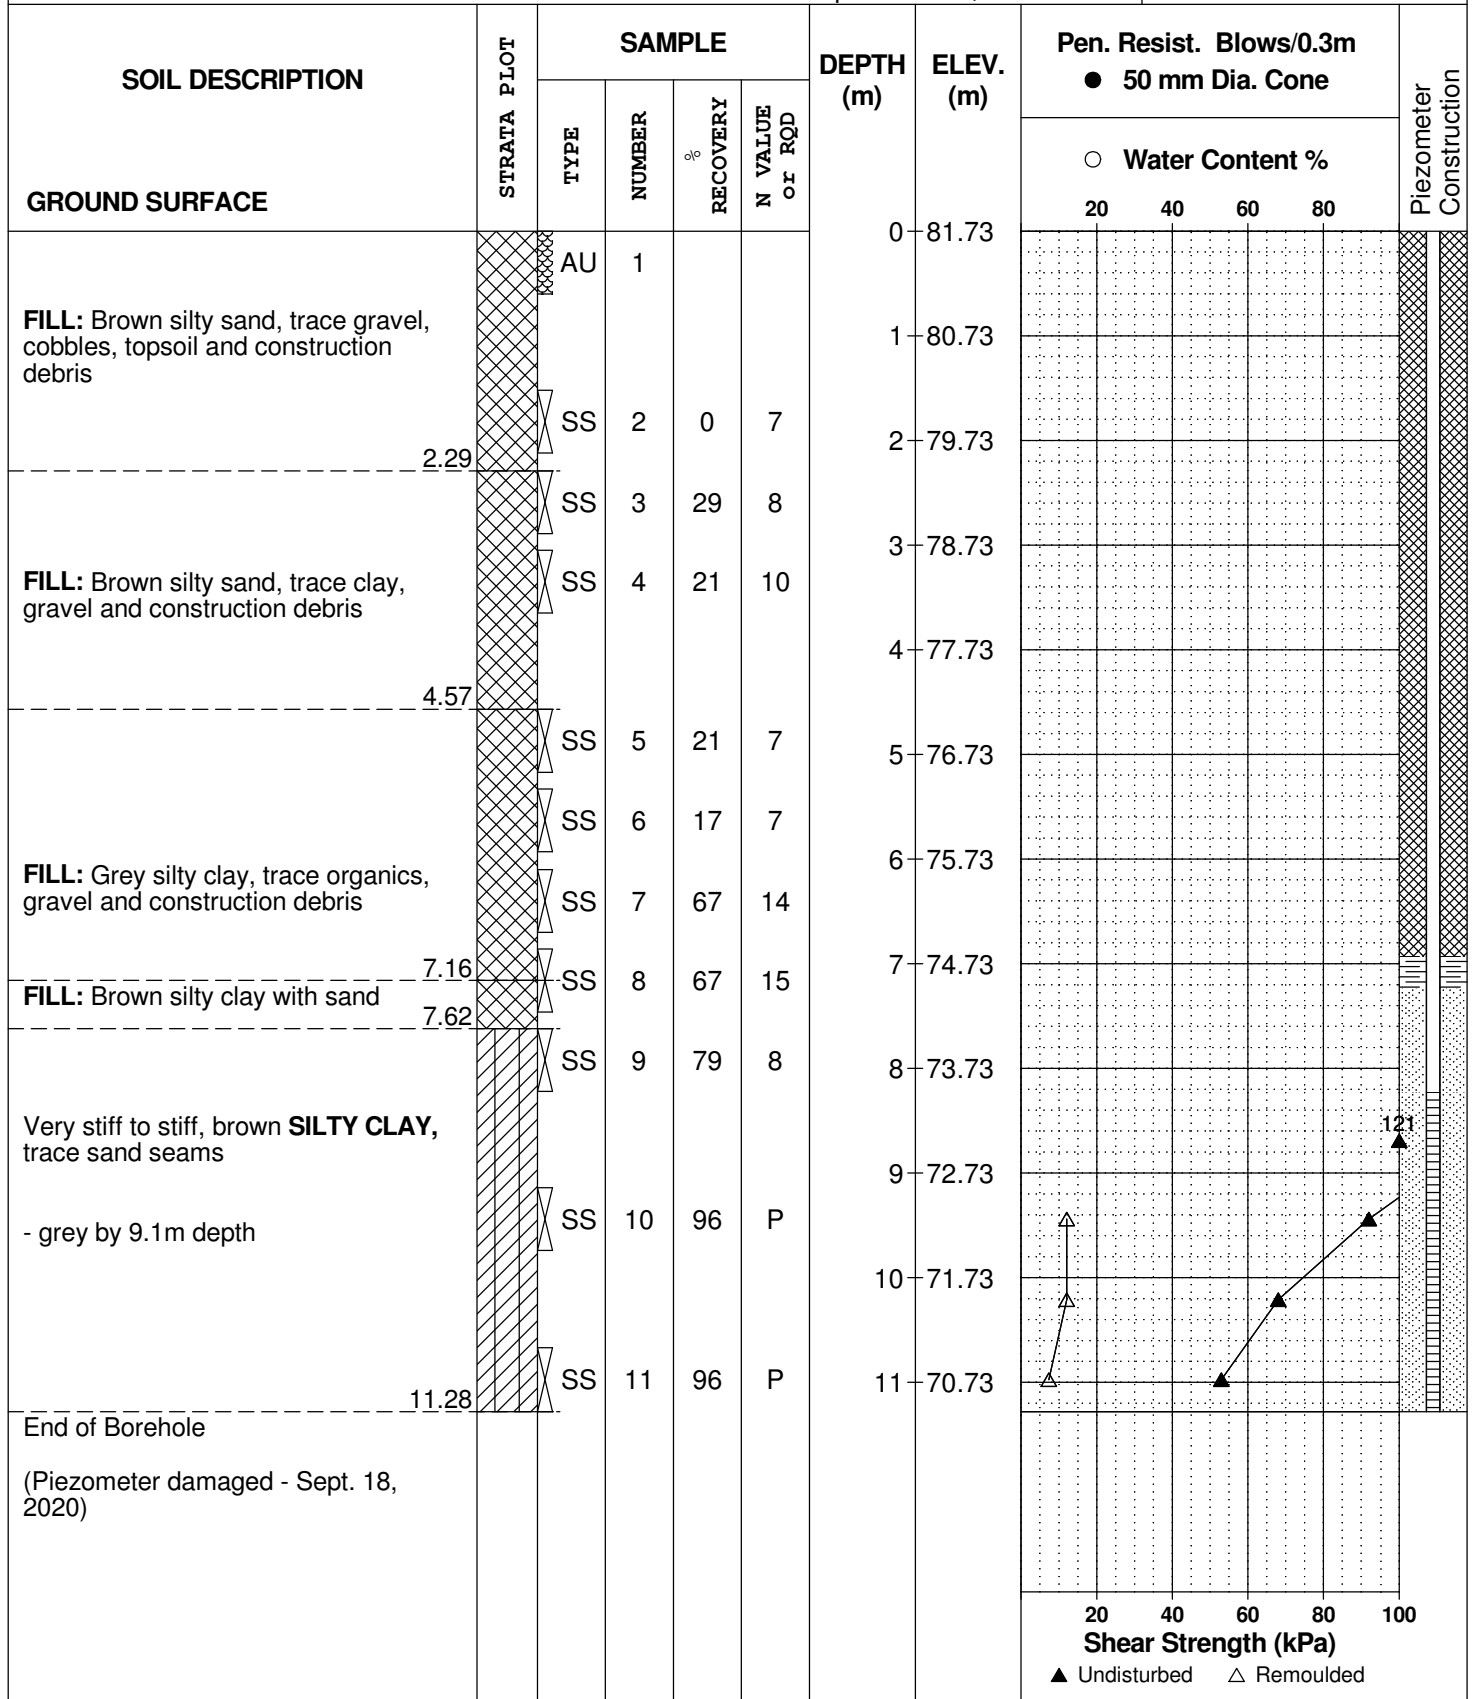 SOIL DESCRIPTION
GROUND SURFACE
STRATA PLOT
SAMPLE
TYPE
NUMBER
%
RECOVERY
N VALUE
or RQD
DEPTH
(m)
ELEV.
(m)
Pen. Resist. Blows/0.3m
● 50 mm Dia. Cone
○ Water Content %
20 40 60 80
Piezometer
Construction
0 81.73
AU 1
FILL: Brown silty sand, trace gravel,
cobbles, topsoil and construction
debris
1 80.73
SS 2 0 7
2 79.73
2.29
SS 3 29 8
3 78.73
FILL: Brown silty sand, trace clay,
gravel and construction debris
SS 4 21 10
4 77.73
4.57
SS 5 21 7
5 76.73
SS 6 17 7
6 75.73
FILL: Grey silty clay, trace organics,
gravel and construction debris
SS 7 67 14
7 74.73
7.16
SS 8 67 15
FILL: Brown silty clay with sand
7.62
SS 9 79 8
8 73.73
Very stiff to stiff, brown SILTY CLAY,
trace sand seams
121
9 72.73
- grey by 9.1m depth
SS 10 96 P
10 71.73
SS 11 96 P
11 70.73
11.28
End of Borehole
(Piezometer damaged - Sept. 18,
2020)
20 40 60 80 100
Shear Strength (kPa)
▲ Undisturbed △ Remoulded